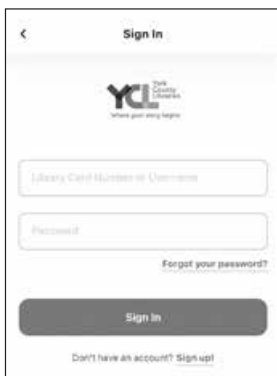 Sign In
YCL York
County
Libraries
Where your story begins
Library Card Number or Username
Password
Forgot your password?
Sign In
Don't have an account? Sign up!